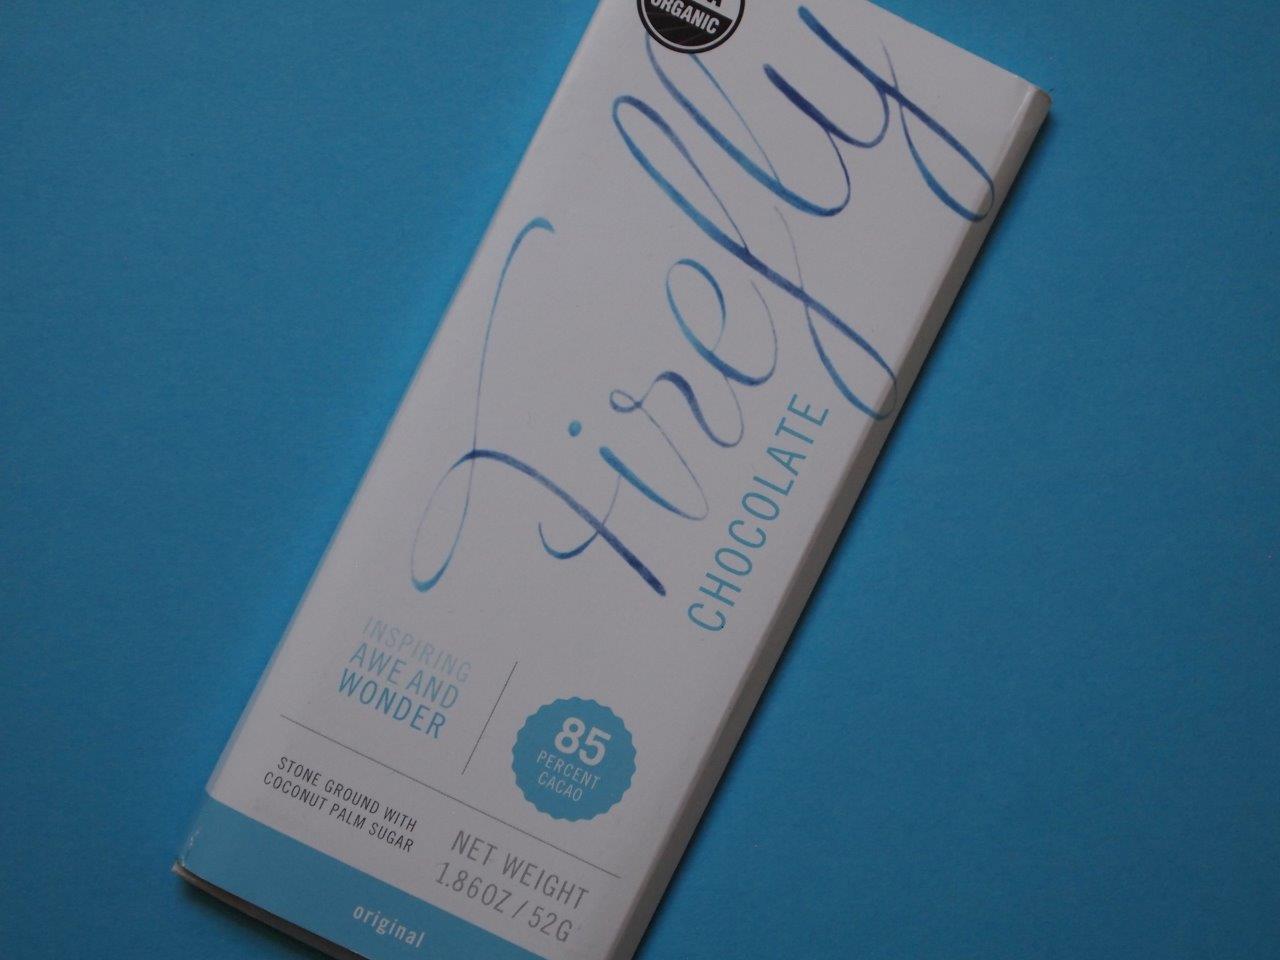 ORGANIC
Firefly
CHOCOLATE
INSPIRING
AWE AND
WONDER
85
PERCENT
CACAO
STONE GROUND WITH
COCONUT PALM SUGAR
NET WEIGHT
1.86OZ / 52G
original